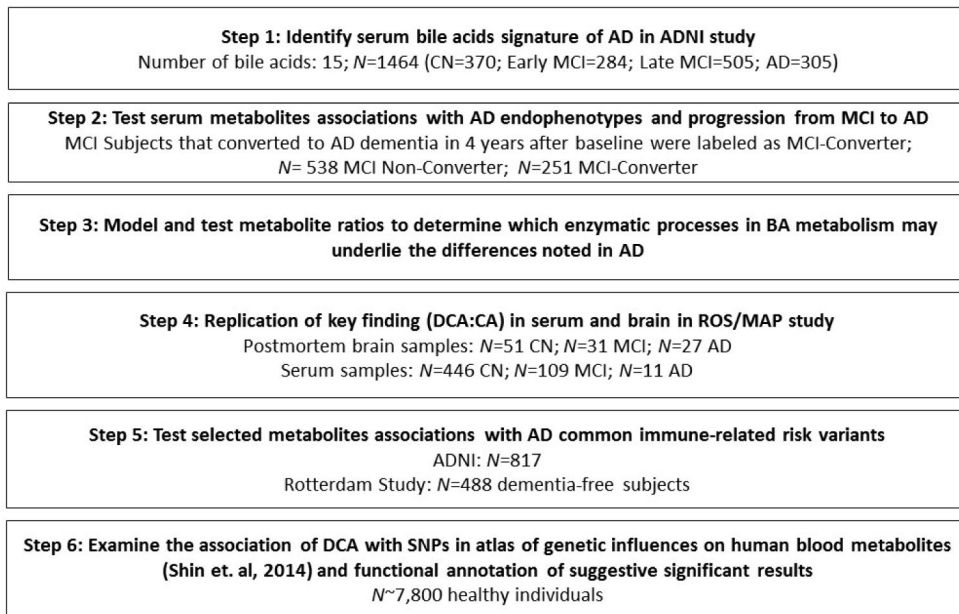 Step 1: Identify serum bile acids signature of AD in ADNI study
Number of bile acids: 15; N=1464 (CN=370; Early MCI=284; Late MCI=505; AD=305)
Step 2: Test serum metabolites associations with AD endophenotypes and progression from MCI to AD
MCI Subjects that converted to AD dementia in 4 years after baseline were labeled as MCI-Converter;
N= 538 MCI Non-Converter; N=251 MCI-Converter
Step 3: Model and test metabolite ratios to determine which enzymatic processes in BA metabolism may
underlie the differences noted in AD
Step 4: Replication of key finding (DCA:CA) in serum and brain in ROS/MAP study
Postmortem brain samples: N=51 CN; N=31 MCI; N=27 AD
Serum samples: N=446 CN; N=109 MCI; N=11 AD
Step 5: Test selected metabolites associations with AD common immune-related risk variants
ADNI: N=817
Rotterdam Study: N=488 dementia-free subjects
Step 6: Examine the association of DCA with SNPs in atlas of genetic influences on human blood metabolites
(Shin et. al, 2014) and functional annotation of suggestive significant results
N~7,800 healthy individuals